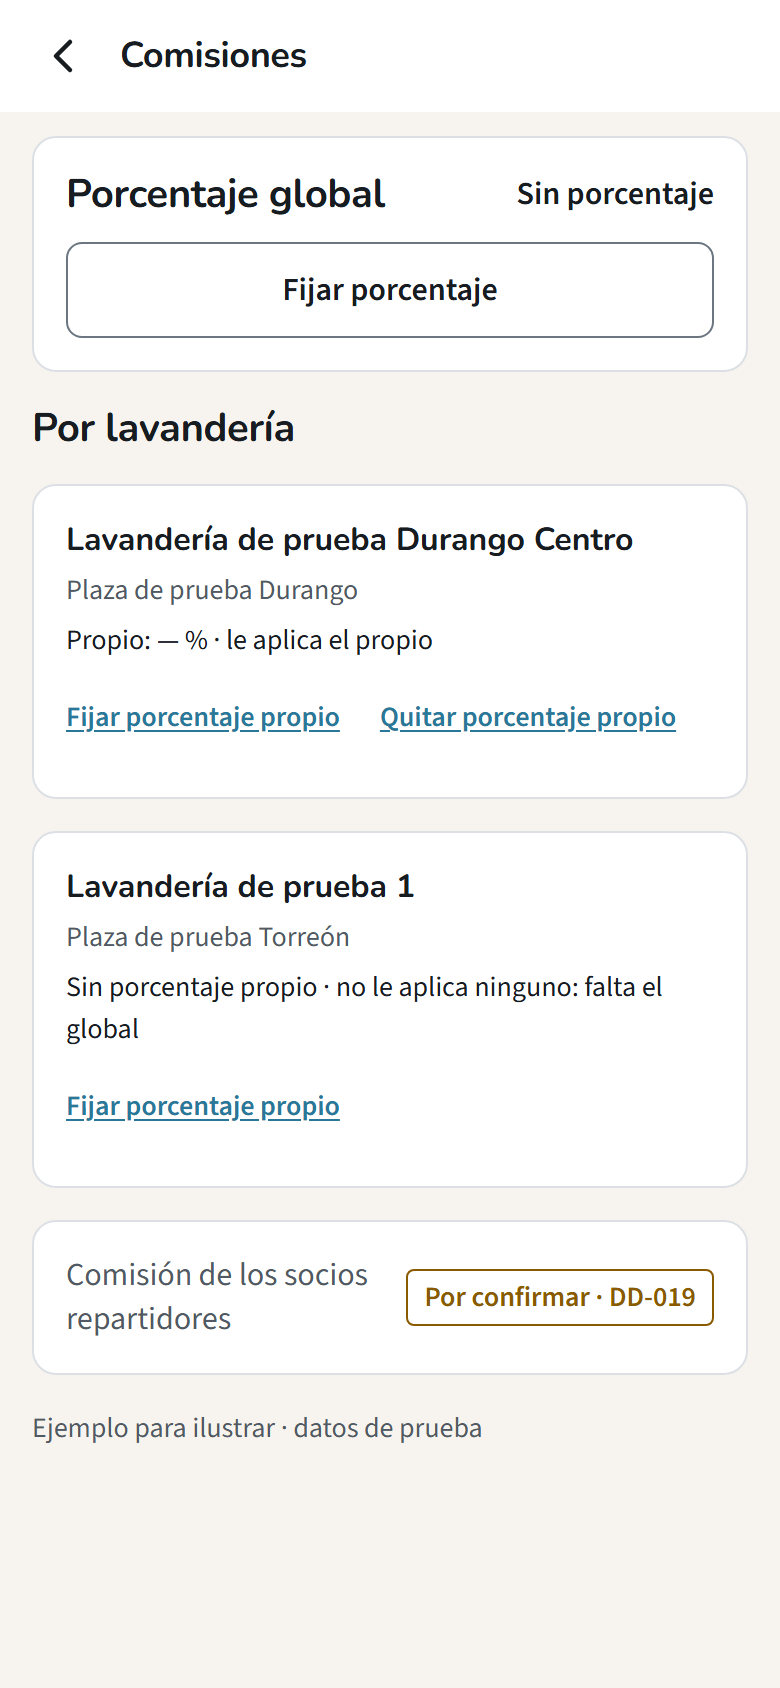 Comisiones
Porcentaje global
Sin porcentaje
Fijar porcentaje
Por lavandería
Lavandería de prueba Durango Centro
Plaza de prueba Durango
Propio: — % · le aplica el propio
Fijar porcentaje propio
Quitar porcentaje propio
Lavandería de prueba 1
Plaza de prueba Torreón
Sin porcentaje propio · no le aplica ninguno: falta el
global
Fijar porcentaje propio
Comisión de los socios
repartidores
Por confirmar · DD-019
Ejemplo para ilustrar · datos de prueba